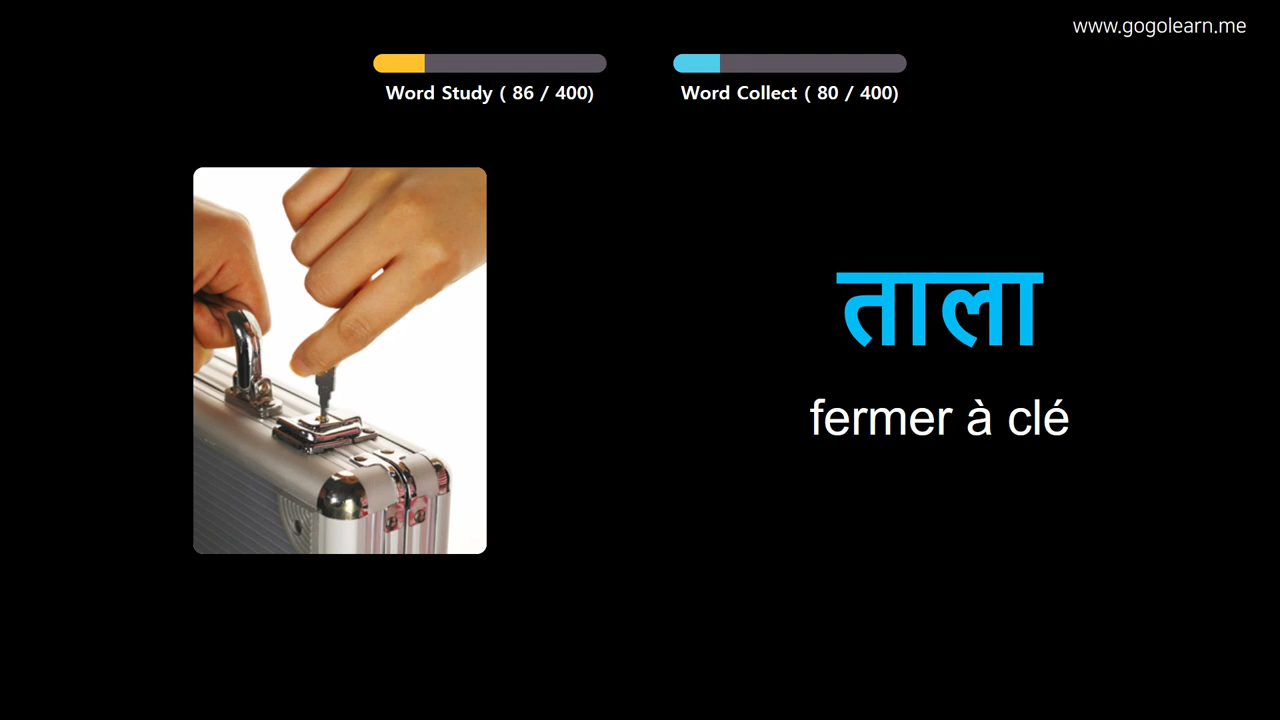 www.gogolearn.me
Word Study ( 86 / 400)
Word Collect ( 80 / 400)
ताला
fermer à clé